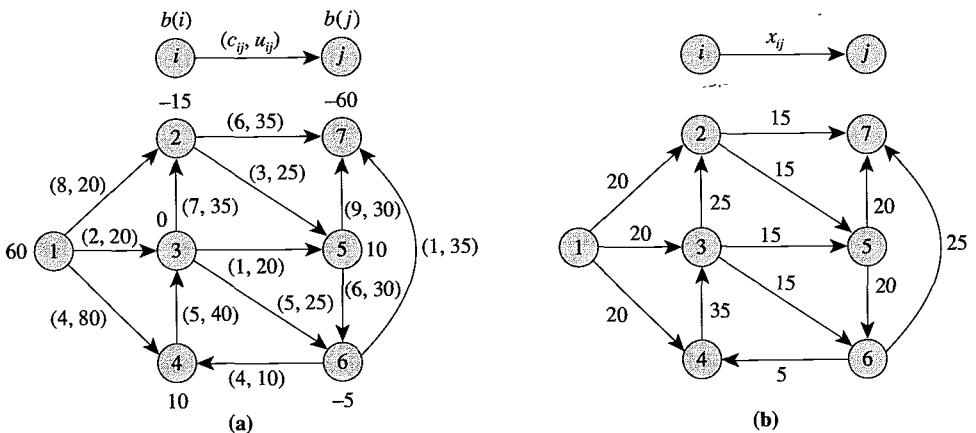 b(i) b(j)
(c_ij, u_ij)
i j
x_ij
i j
–15 –60
2 (6, 35) 7
(8, 20) (3, 25)
0 (7, 35) (9, 30)
60 1 (2, 20) 3 5 10 (1, 35)
(1, 20)
(4, 80) (5, 40) (5, 25) (6, 30)
4 (4, 10) 6
10 –5
(a)
2 15 7
20 15
25 20
1 20 3 15 5 25
15
20 35 20
4 5 6
(b)